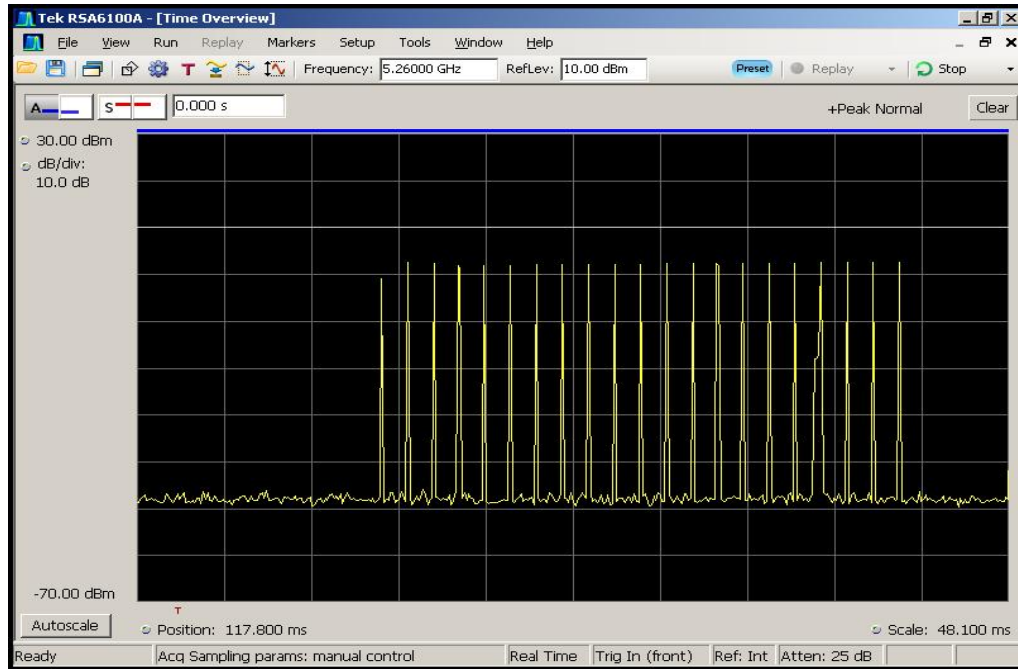 Tek RSA6100A - [Time Overview]
File View Run Replay Markers Setup Tools Window Help
T Frequency: 5.26000 GHz RefLev: 10.00 dBm Preset Replay Stop
A S 0.000 s +Peak Normal Clear
30.00 dBm
dB/div:
10.0 dB
-70.00 dBm
T
Autoscale Position: 117.800 ms Scale: 48.100 ms
Ready Acq Sampling params: manual control Real Time Trig In (front) Ref: Int Atten: 25 dB